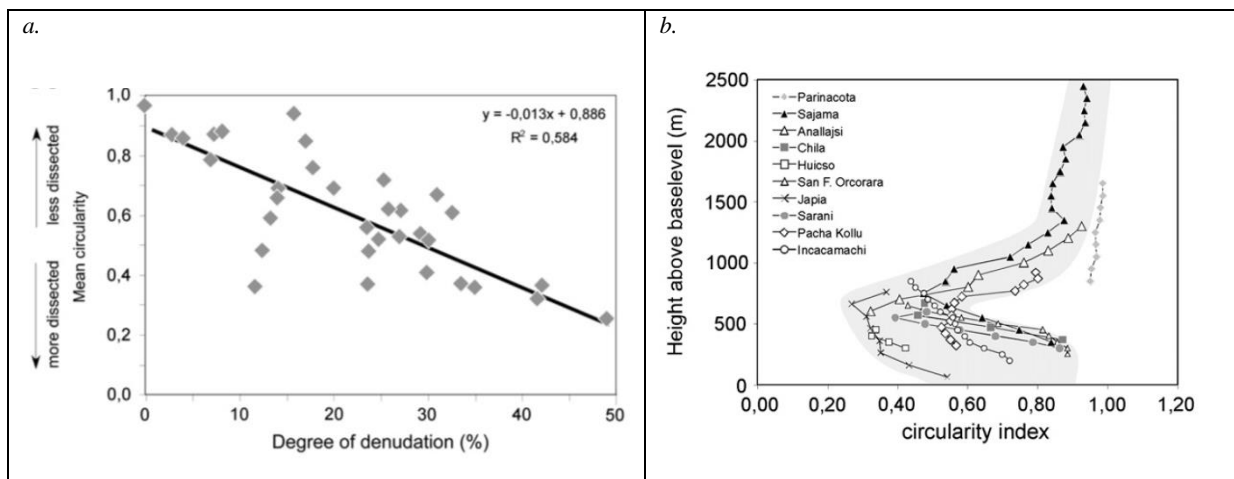 a.
y = -0,013x + 0,886
R² = 0,584
1,0
0,8
0,6
0,4
0,2
0,0
less dissected
Mean circularity
more dissected
0
10
20
30
40
50
Degree of denudation (%)
b.
2500
2000
1500
1000
500
0
Height above baselevel (m)
Parinacota
Sajama
Anallajsi
Chila
Huicso
San F. Orcorara
Japia
Sarani
Pacha Kollu
Incacamachi
0,00
0,20
0,40
0,60
0,80
1,00
1,20
circularity index